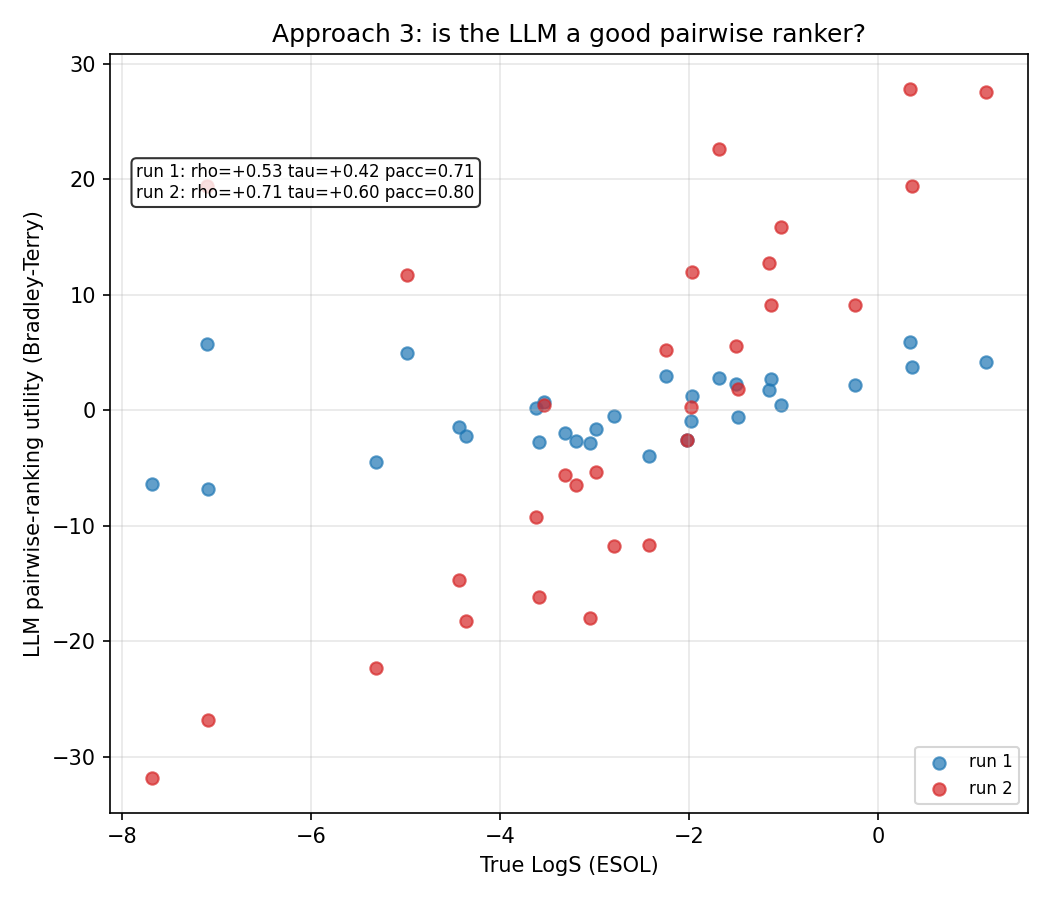 Approach 3: is the LLM a good pairwise ranker?
30
20
10
0
−10
−20
−30
LLM pairwise-ranking utility (Bradley-Terry)
run 1: rho=+0.53 tau=+0.42 pacc=0.71
run 2: rho=+0.71 tau=+0.60 pacc=0.80
run 1
run 2
−8
−6
−4
−2
0
True LogS (ESOL)